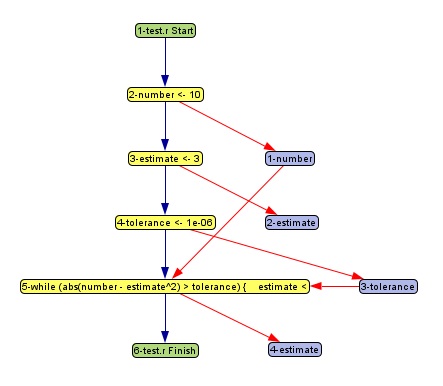 1-test.r Start
2-number <- 10
3-estimate <- 3
1-number
4-tolerance <- 1e-06
2-estimate
5-while (abs(number - estimate^2) > tolerance) {    estimate <
3-tolerance
6-test.r Finish
4-estimate